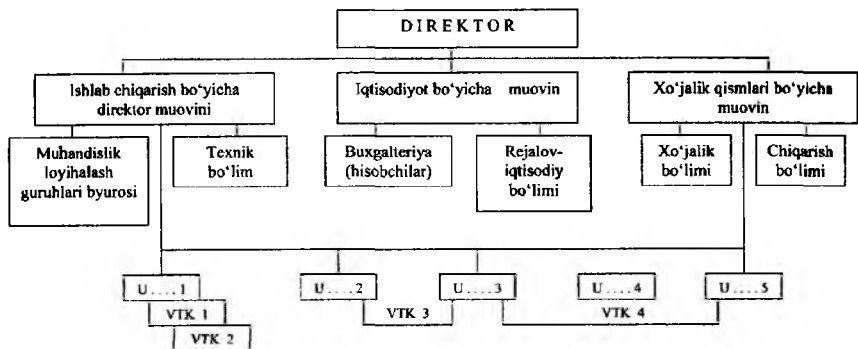 DIREKTOR
Ishlab chiqarish bo‘yicha
direktor muovini
Iqtisodiyot bo‘yicha muovin
Xo‘jalik qismlari bo‘yicha
muovin
Muhandislik
loyihalash
guruhlari byurosi
Texnik
bo‘lim
Buxgalteriya
(hisobchilar)
Rejalov-
iqtisodiy
bo‘limi
Xo‘jalik
bo‘limi
Chiqarish
bo‘limi
U....1
U....2
U....3
U....4
U....5
VTK 1
VTK 3
VTK 4
VTK 2